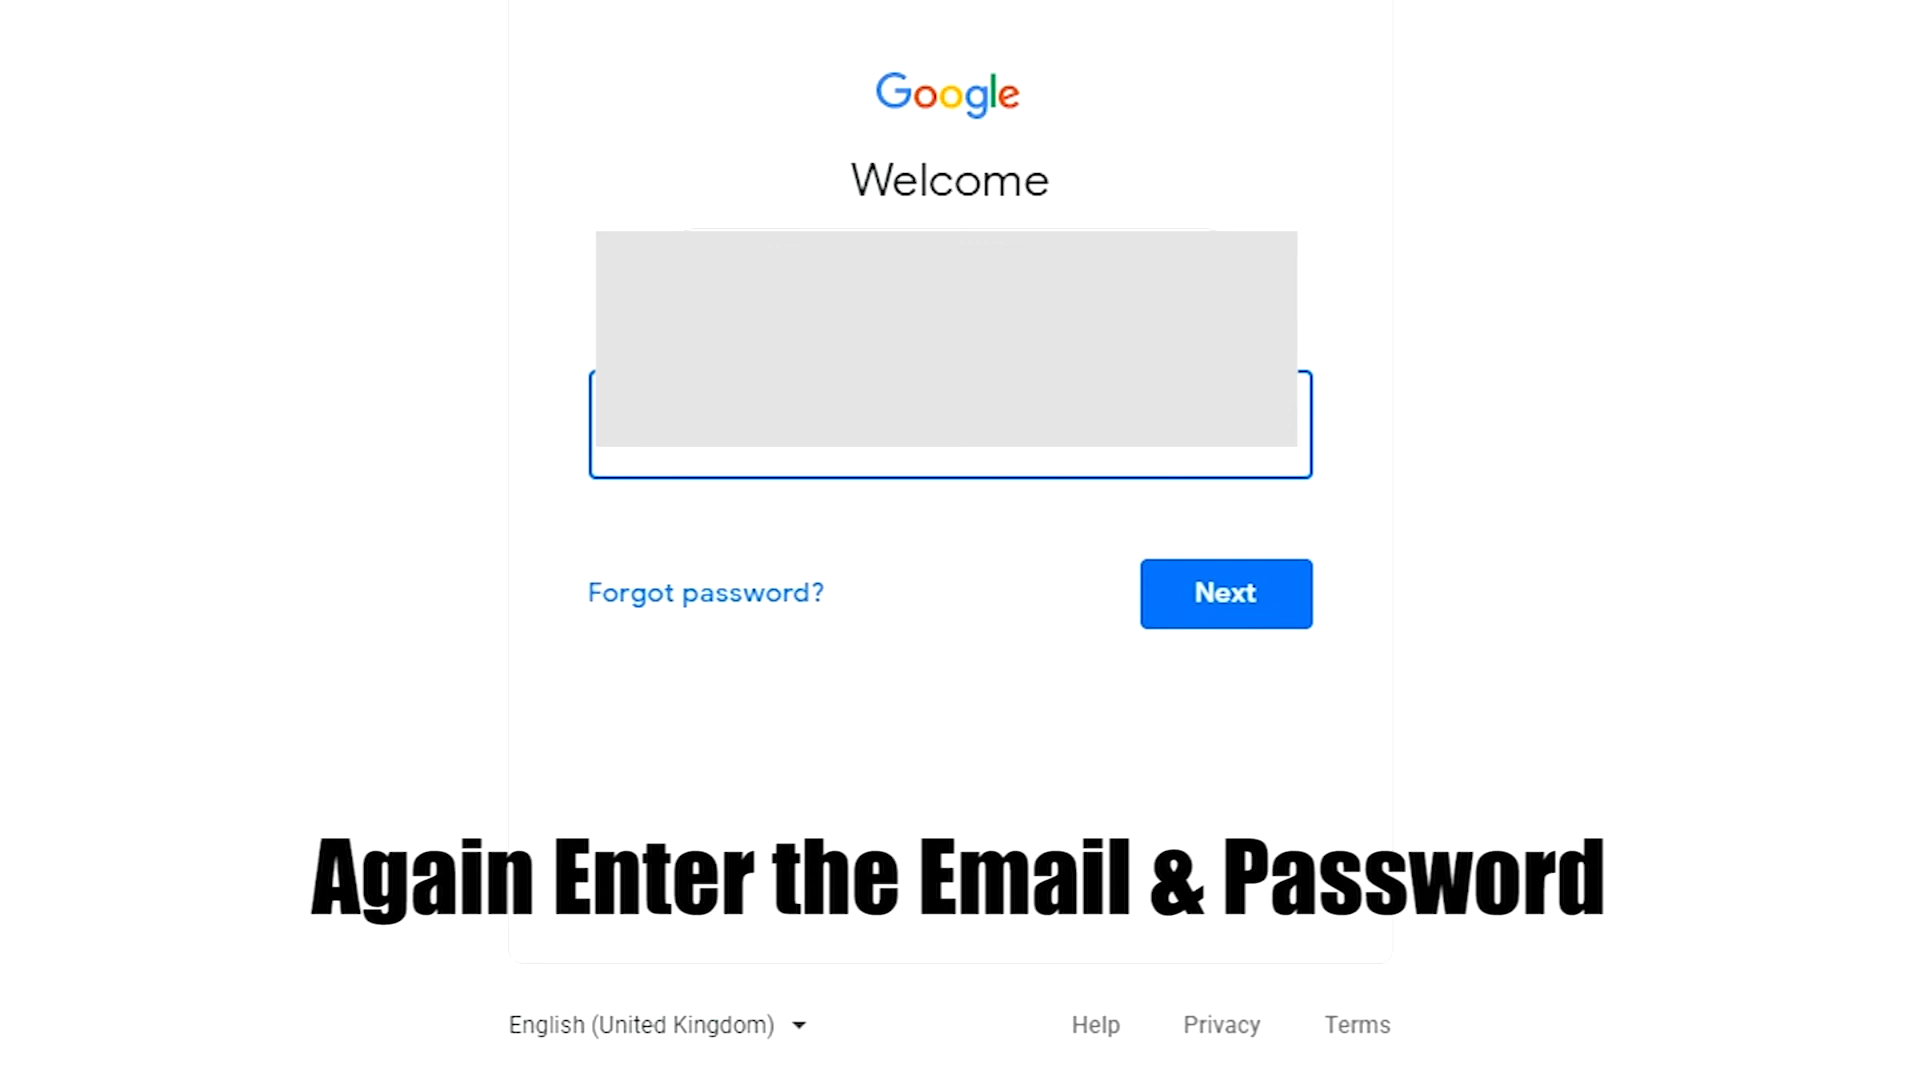 Google
Welcome
Forgot password?
Next
Again Enter the Email & Password
English (United Kingdom)
Help Privacy Terms